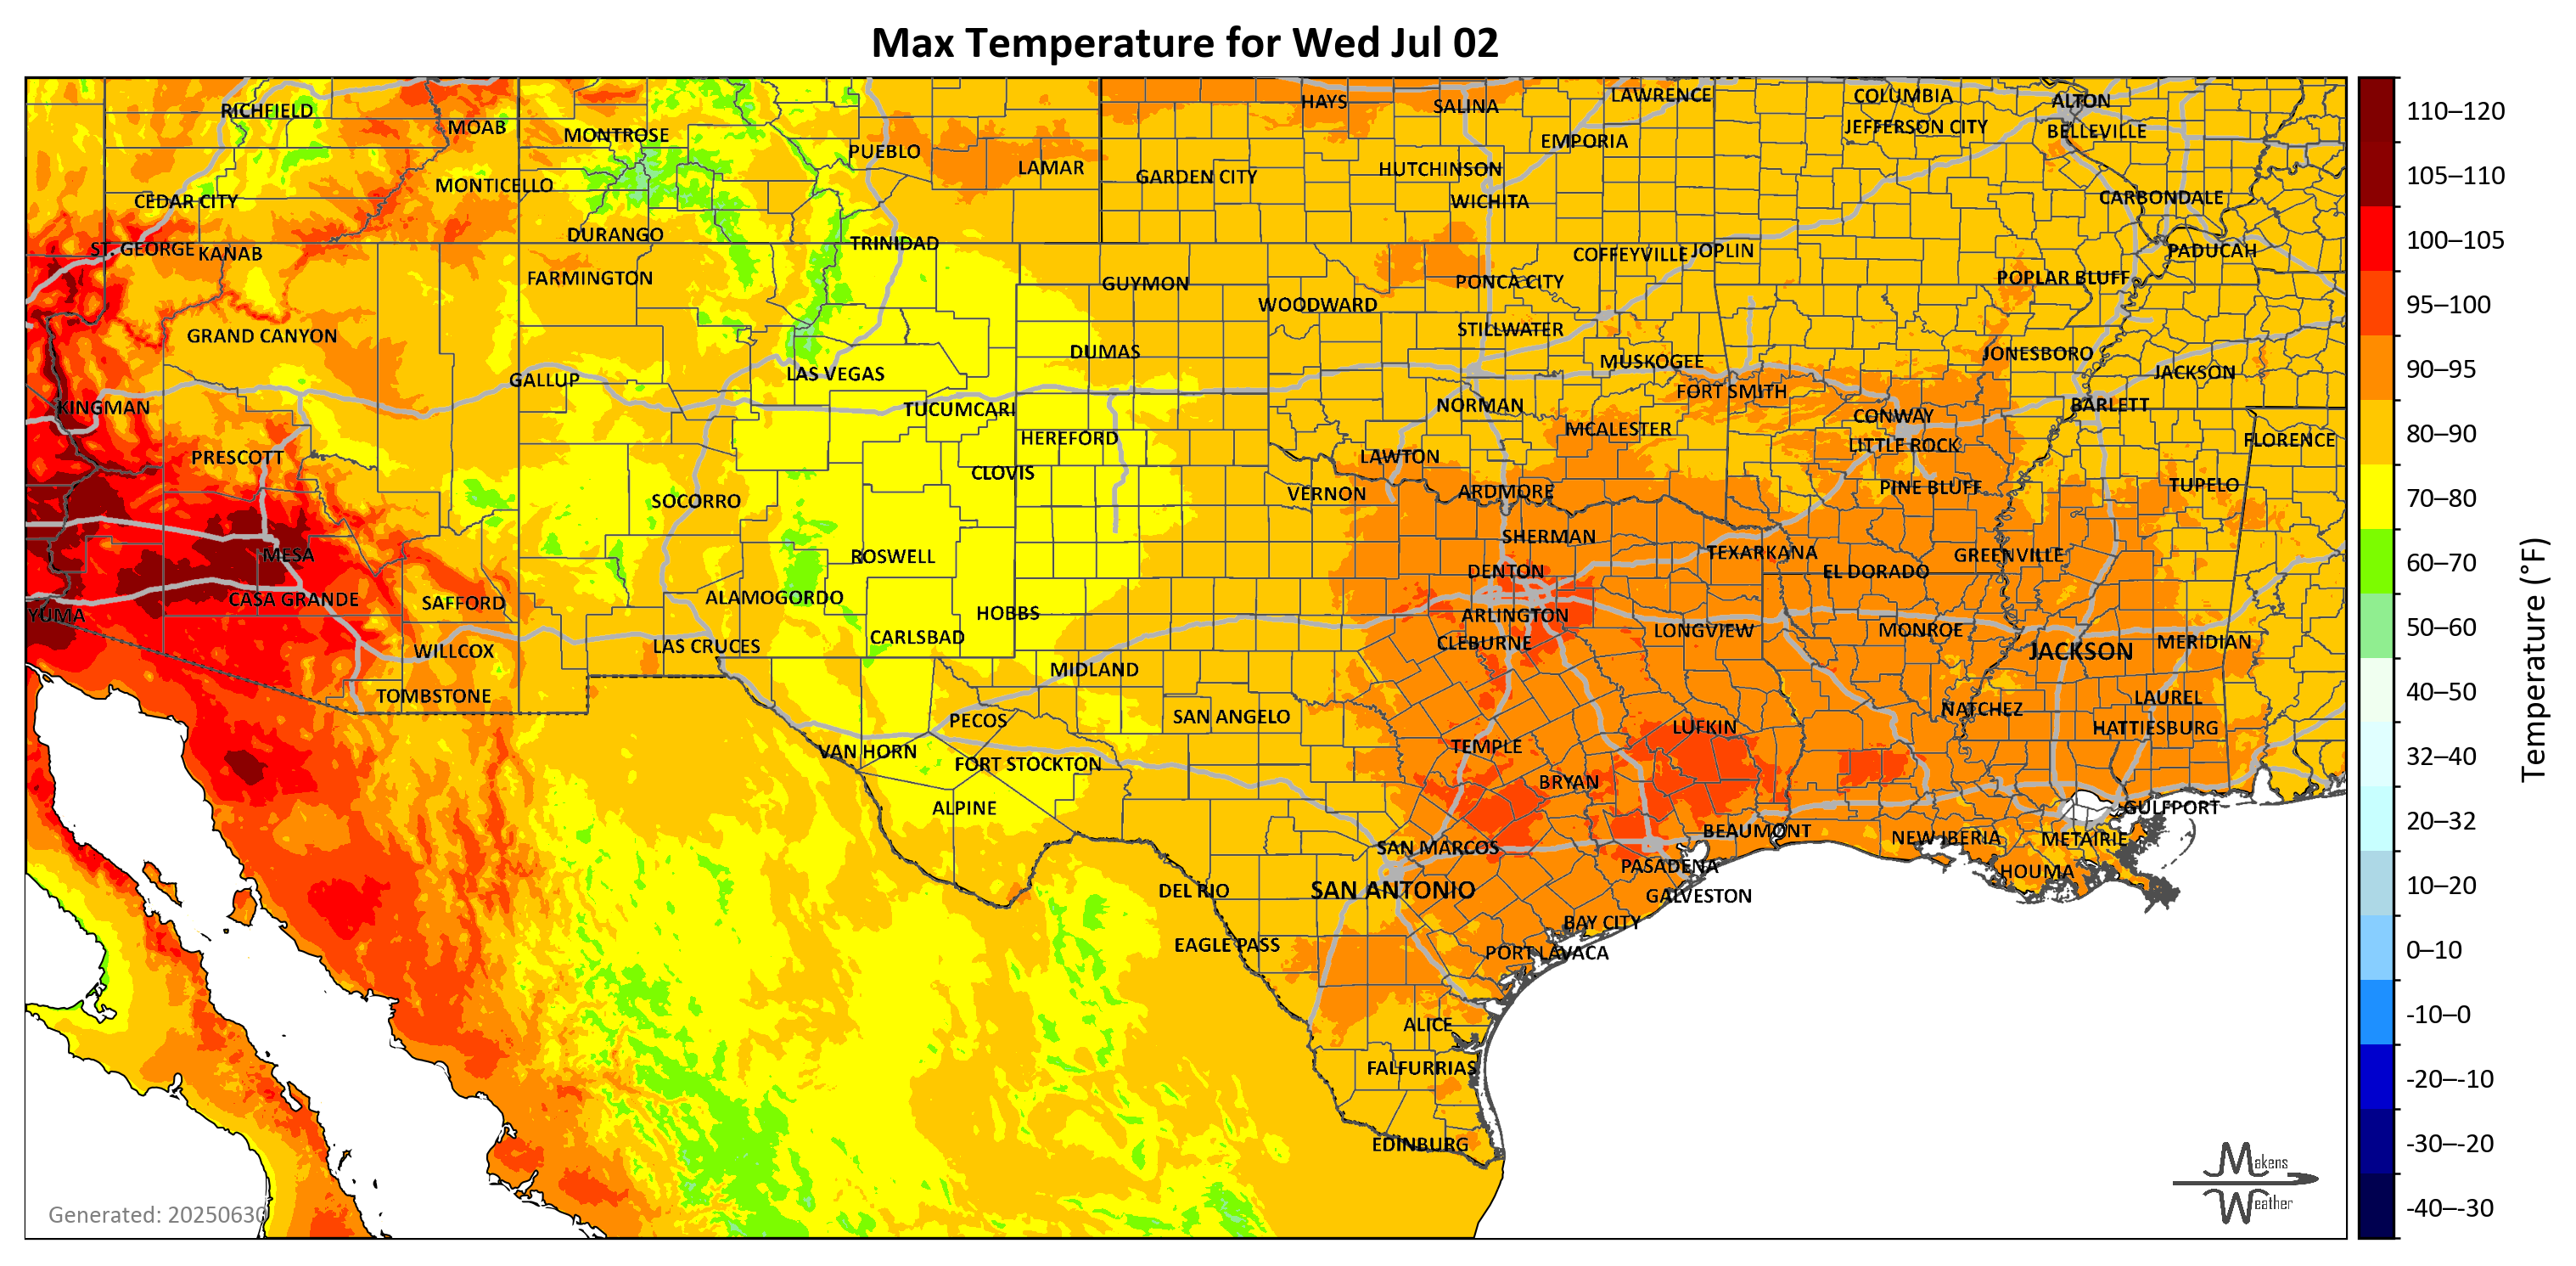 Max Temperature for Wed Jul 02
RICHFIELD
MOAB
MONTROSE
PUEBLO
LAMAR
HAYS
SALINA
LAWRENCE
COLUMBIA
ALTON
JEFFERSON CITY
BELLEVILLE
EMPORIA
HUTCHINSON
GARDEN CITY
WICHITA
MONTICELLO
CEDAR CITY
CARBONDALE
DURANGO
TRINIDAD
ST. GEORGE
KANAB
COFFEYVILLE
JOPLIN
PADUCAH
FARMINGTON
GUYMON
PONCA CITY
POPLAR BLUFF
WOODWARD
GRAND CANYON
STILLWATER
DUMAS
MUSKOGEE
JONESBORO
GALLUP
LAS VEGAS
JACKSON
FORT SMITH
KINGMAN
TUCUMCARI
NORMAN
CONWAY
BARLETT
HEREFORD
MCALESTER
LITTLE ROCK
FLORENCE
PRESCOTT
CLOVIS
LAWTON
SOCORRO
VERNON
ARDMORE
PINE BLUFF
TUPELO
SHERMAN
MESA
ROSWELL
TEXARKANA
GREENVILLE
DENTON
EL DORADO
CASA GRANDE
SAFFORD
ALAMOGORDO
HOBBS
YUMA
ARLINGTON
CARLSBAD
CLEBURNE
LONGVIEW
MONROE
JACKSON
MERIDIAN
WILLCOX
LAS CRUCES
MIDLAND
TOMBSTONE
PECOS
SAN ANGELO
NATCHEZ
LAUREL
LUFKIN
HATTIESBURG
VAN HORN
FORT STOCKTON
TEMPLE
BRYAN
ALPINE
GULFPORT
BEAUMONT
NEW IBERIA
METAIRIE
SAN MARCOS
PASADENA
HOUMA
DEL RIO
SAN ANTONIO
GALVESTON
BAY CITY
EAGLE PASS
PORT LAVACA
ALICE
FALFURRIAS
EDINBURG
Generated: 20250630
Makens
Weather
110–120
105–110
100–105
95–100
90–95
80–90
70–80
60–70
50–60
40–50
32–40
20–32
10–20
0–10
-10–0
-20–-10
-30–-20
-40–-30
Temperature (°F)